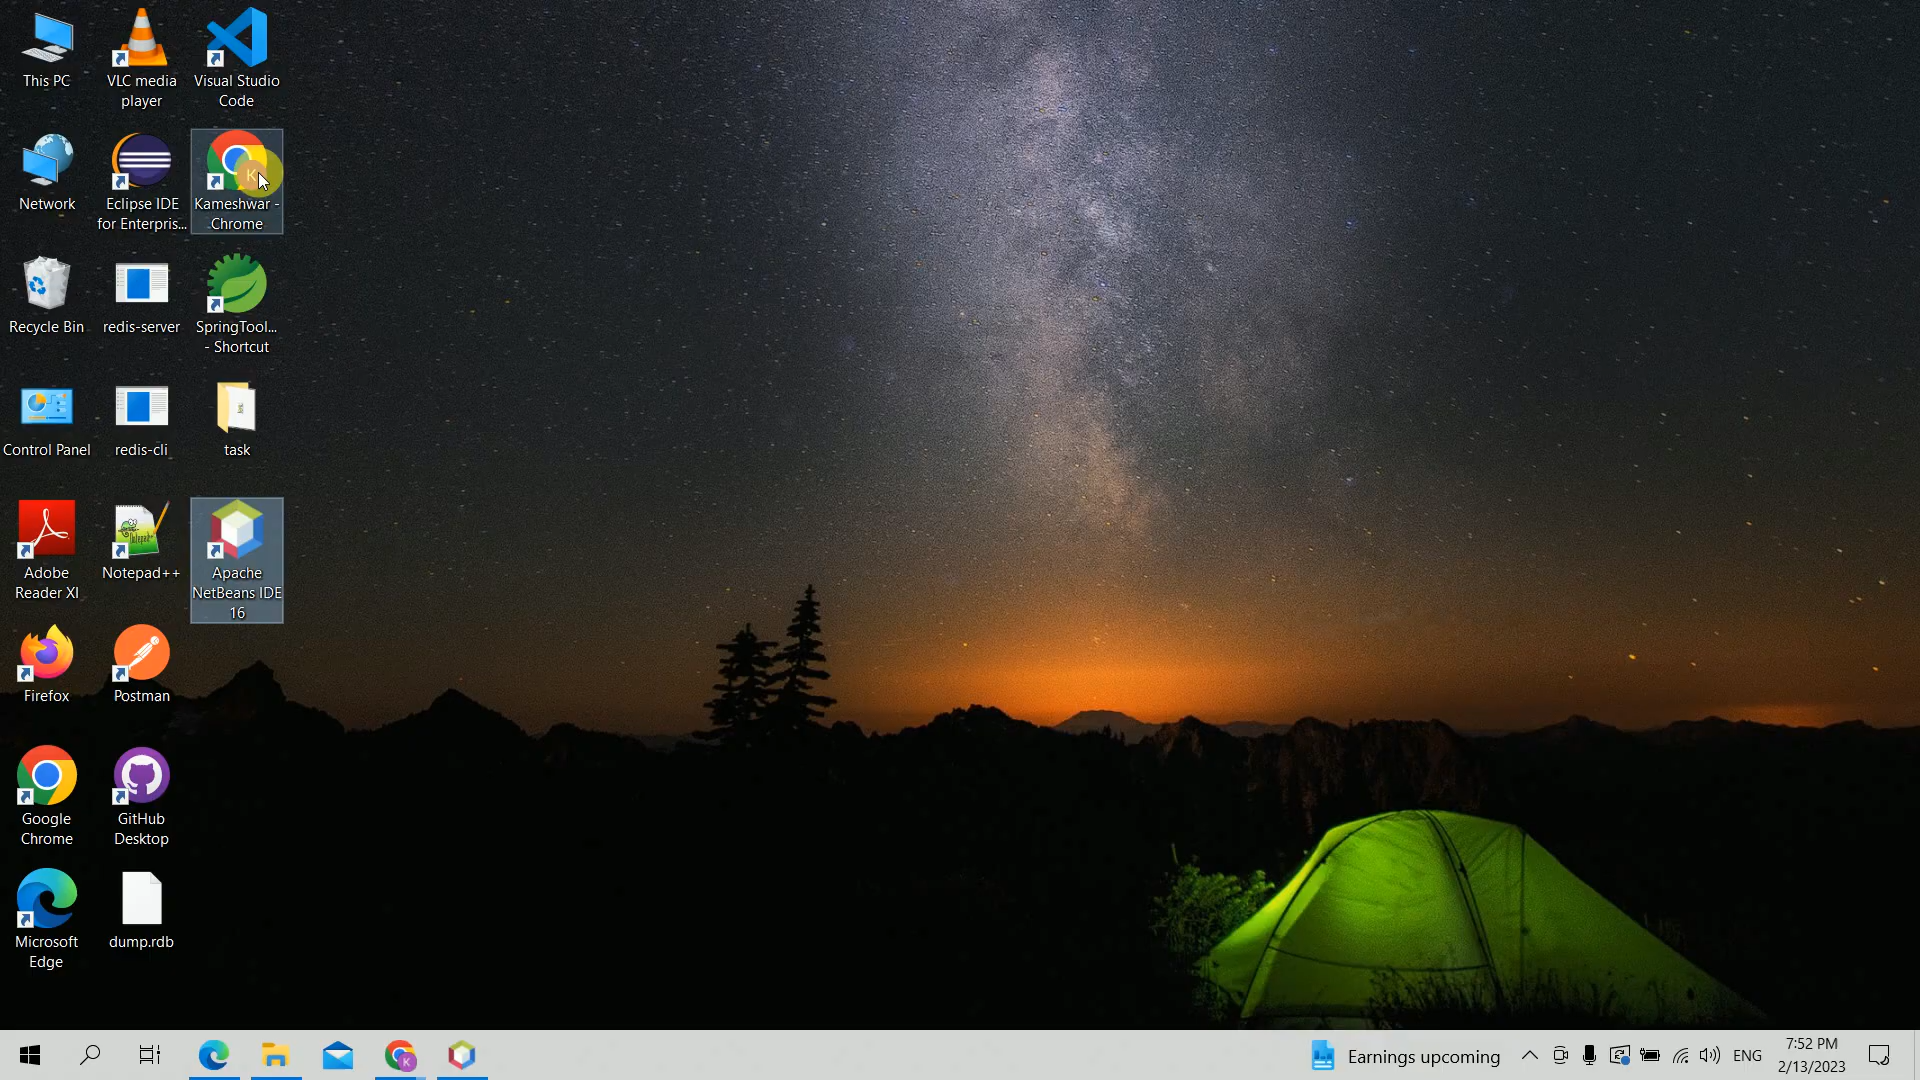 This PC
VLC media
player
Visual Studio
Code
Network
Eclipse IDE
for Enterpris...
K
Kameshwar -
Chrome
Recycle Bin
redis-server
SpringTool...
- Shortcut
Control Panel
redis-cli
task
Adobe
Reader XI
Notepad++
Apache
NetBeans IDE
16
Firefox
Postman
Google
Chrome
GitHub
Desktop
Microsoft
Edge
dump.rdb
K
Earnings upcoming
ENG
7:52 PM
2/13/2023